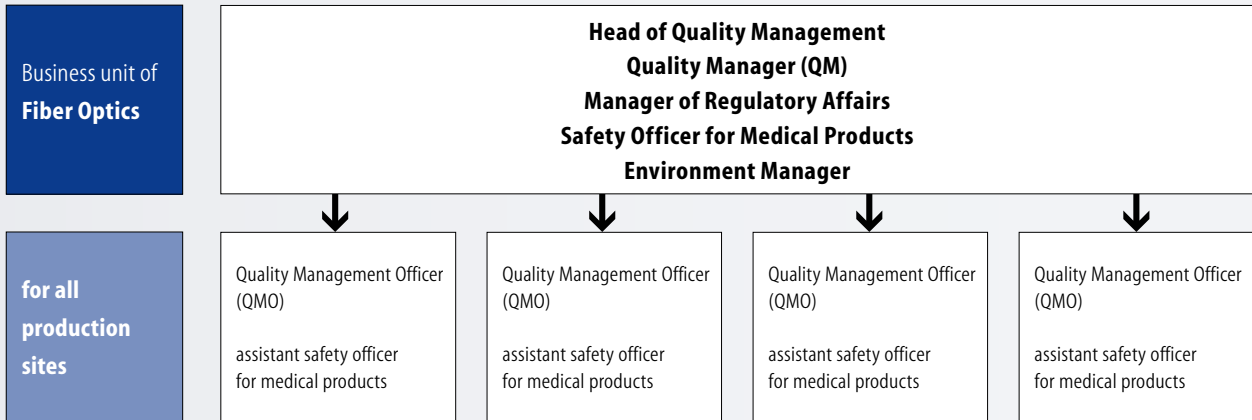 Business unit of
Fiber Optics
Head of Quality Management
Quality Manager (QM)
Manager of Regulatory Affairs
Safety Officer for Medical Products
Environment Manager
for all
production
sites
Quality Management Officer
(QMO)
assistant safety officer
for medical products
Quality Management Officer
(QMO)
assistant safety officer
for medical products
Quality Management Officer
(QMO)
assistant safety officer
for medical products
Quality Management Officer
(QMO)
assistant safety officer
for medical products